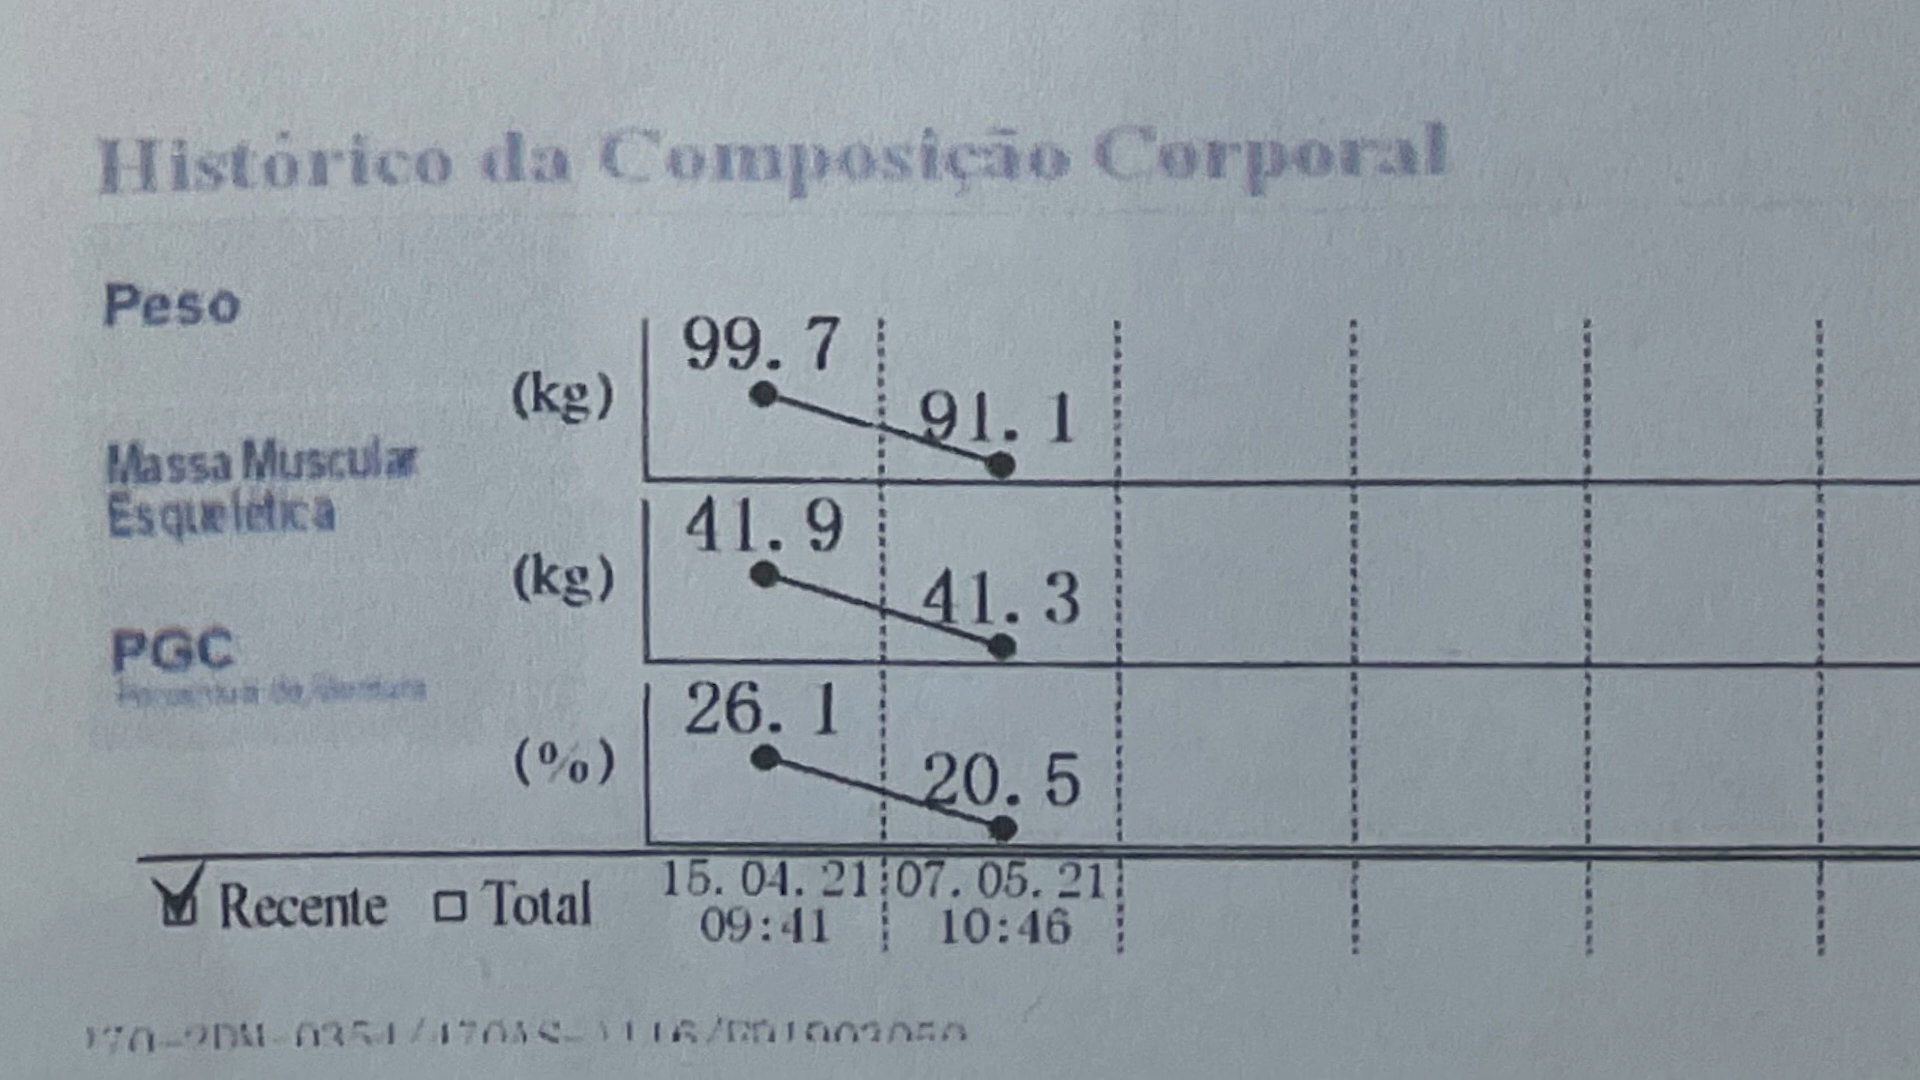 Histórico da Composição Corporal
Peso
(kg)
99.7
91.1
Massa Muscular
Esquelética
(kg)
41.9
41.3
PGC
(%)
26.1
20.5
Recente Total
15.04.21 07.05.21
09:41 10:46